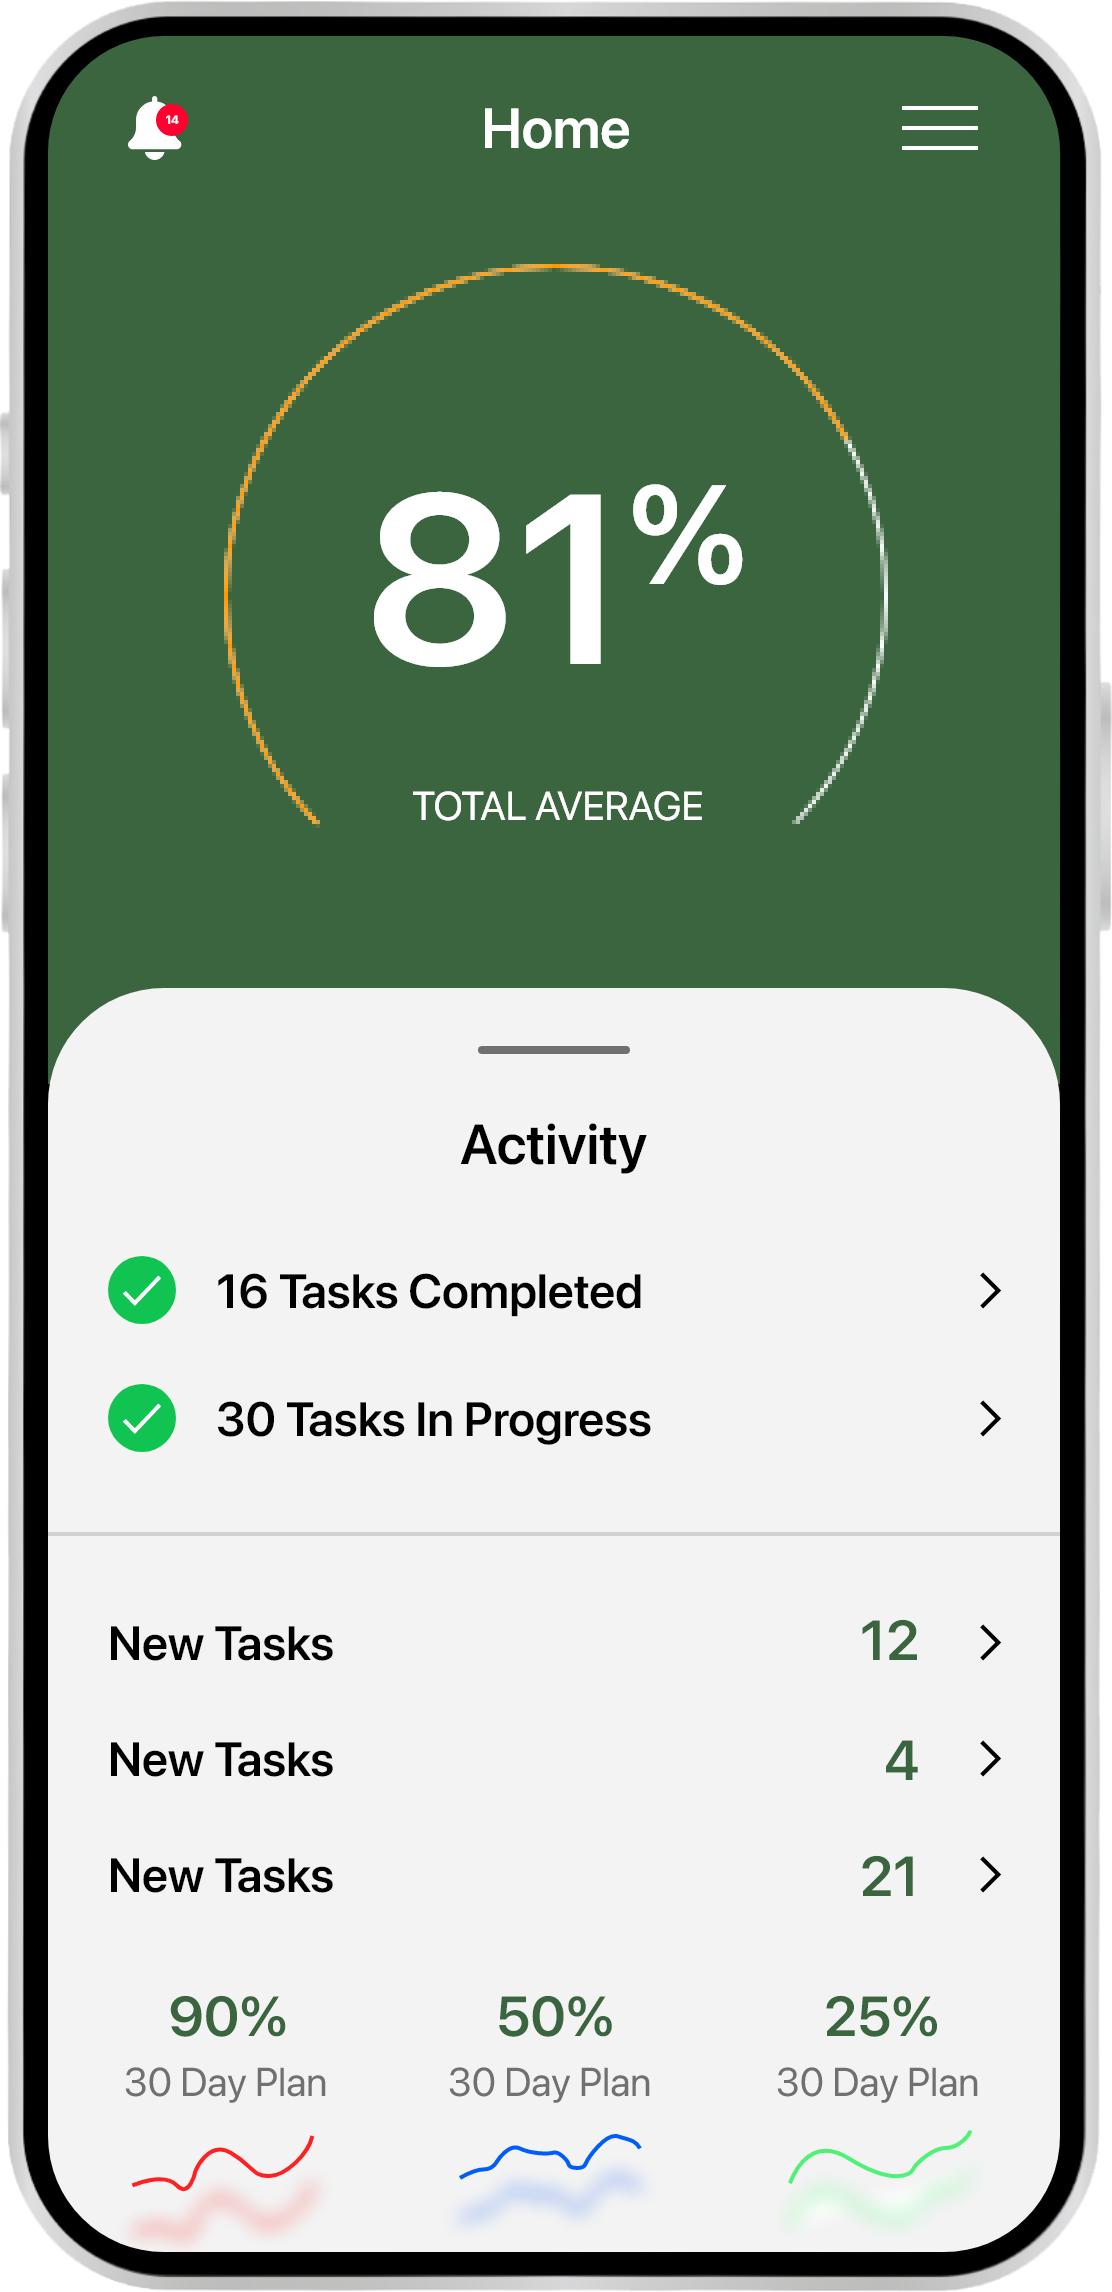 14
Home
81%
TOTAL AVERAGE
Activity
16 Tasks Completed
30 Tasks In Progress
New Tasks 12
New Tasks 4
New Tasks 21
90% 50% 25%
30 Day Plan 30 Day Plan 30 Day Plan